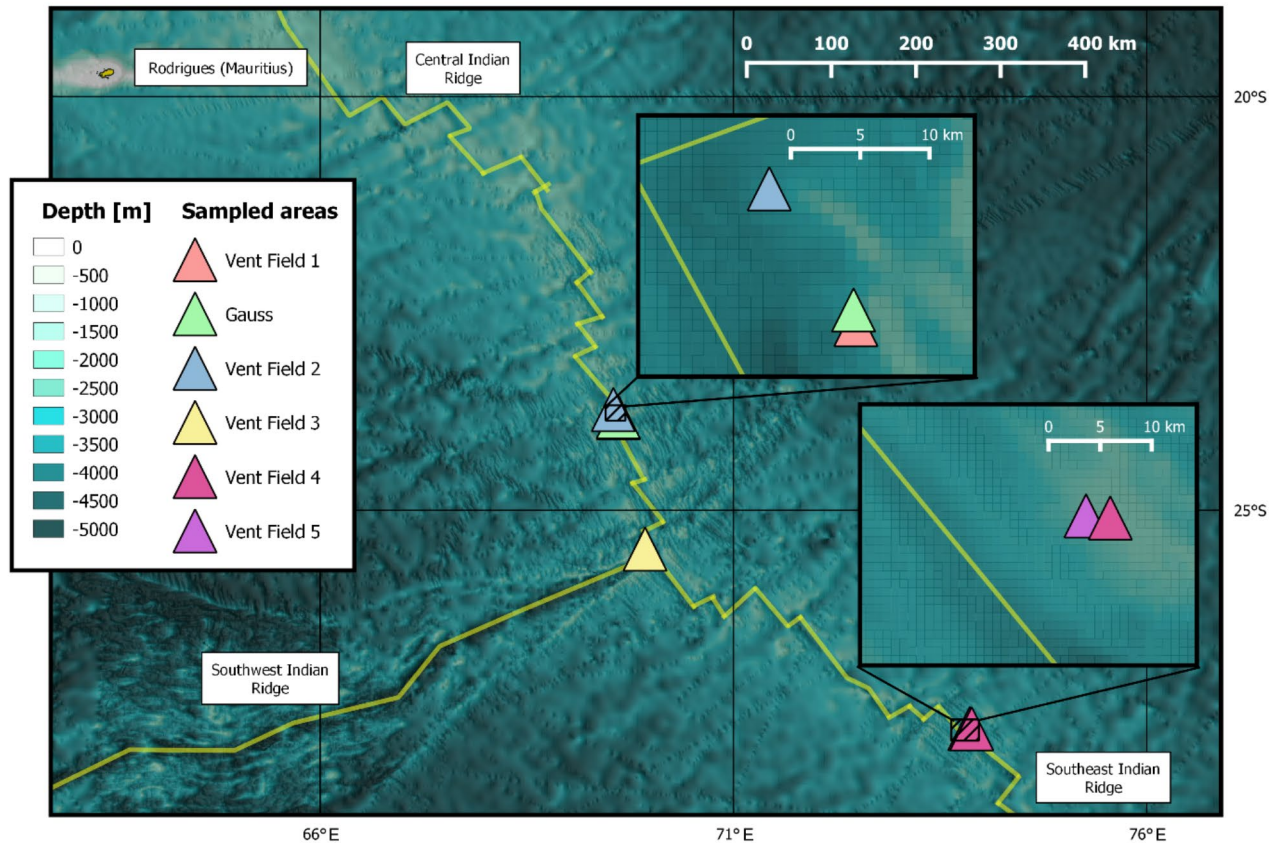 Rodrigues (Mauritius)
Central Indian
Ridge
0 100 200 300 400 km
20°S
0 5 10 km
Depth [m]
0
-500
-1000
-1500
-2000
-2500
-3000
-3500
-4000
-4500
-5000
Sampled areas
Vent Field 1
Gauss
Vent Field 2
Vent Field 3
Vent Field 4
Vent Field 5
0 5 10 km
25°S
Southwest Indian
Ridge
Southeast Indian
Ridge
66°E 71°E 76°E